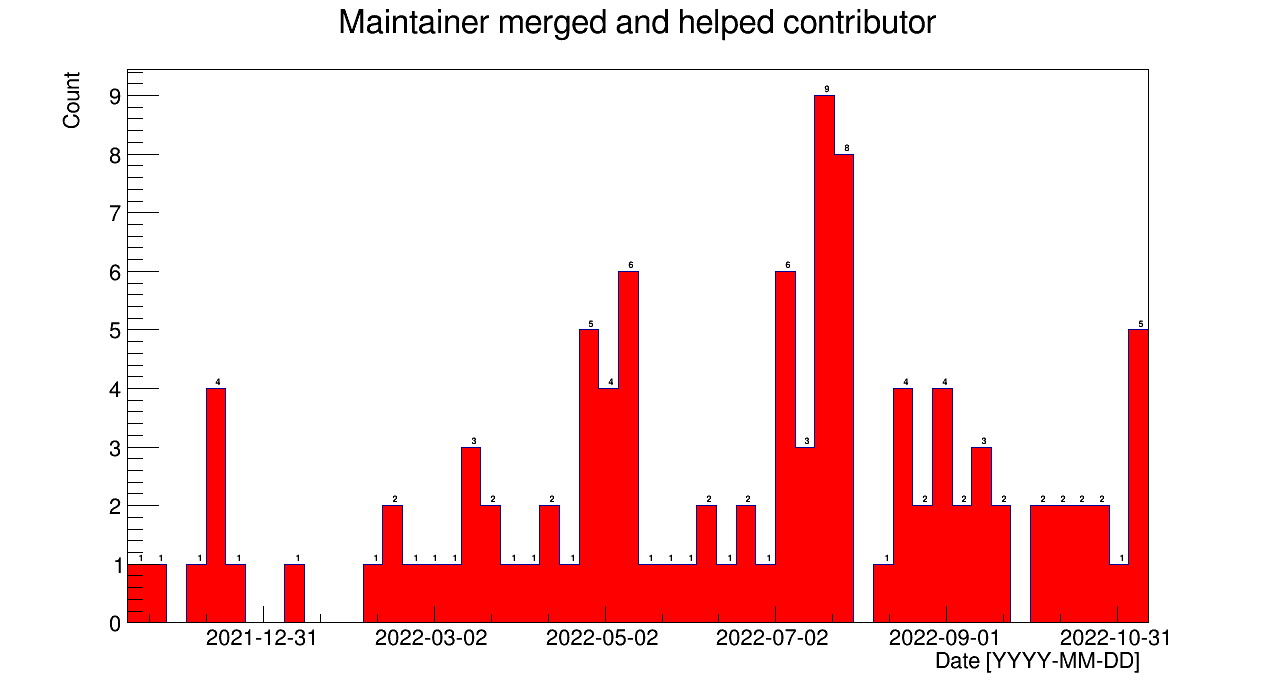 Maintainer merged and helped contributor
Count
9
8
7
6
5
4
3
2
1
0
1 1 1 4 1 1 1 2 1 1 1 3 2 1 1 2 1 5 4 6 1 1 1 2 1 2 1 6 3 9 8 1 4 2 4 2 3 2 2 2 2 2 1 5
2021-12-31 2022-03-02 2022-05-02 2022-07-02 2022-09-01 2022-10-31
Date [YYYY-MM-DD]